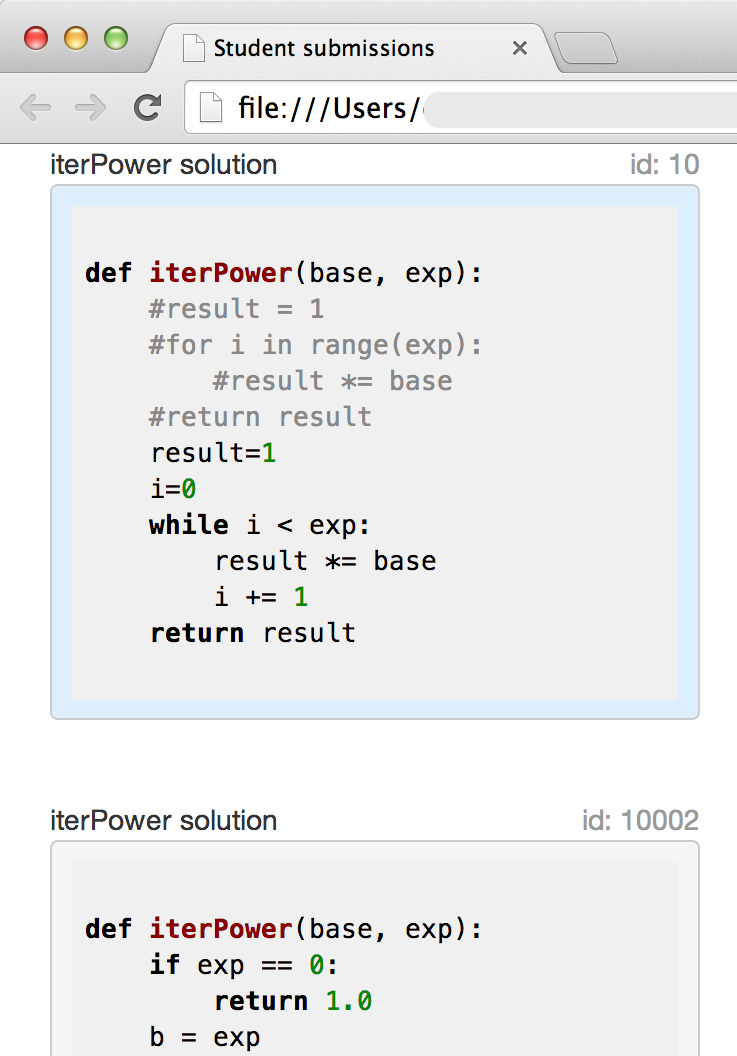 Student submissions
file:///Users/
iterPower solution id: 10
def iterPower(base, exp):
    #result = 1
    #for i in range(exp):
        #result *= base
    #return result
    result=1
    i=0
    while i < exp:
        result *= base
        i += 1
    return result
iterPower solution id: 10002
def iterPower(base, exp):
    if exp == 0:
        return 1.0
    b = exp